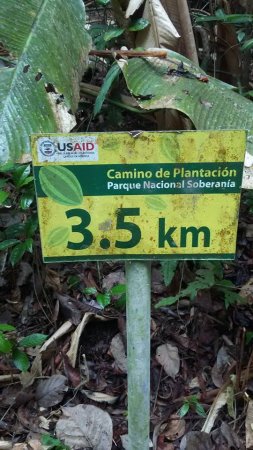 USAID
Camino de Plantación
Parque Nacional Soberanía
3.5 km